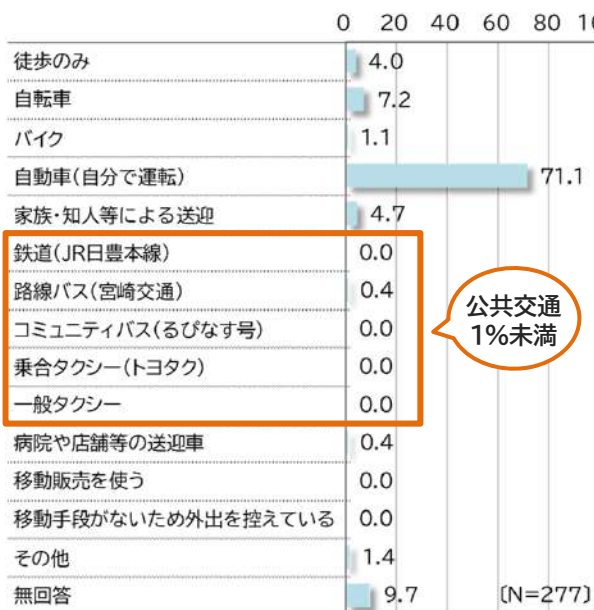 0 20 40 60 80 1
徒歩のみ 4.0
自転車 7.2
バイク 1.1
自動車(自分で運転) 71.1
家族・知人等による送迎 4.7
鉄道(JR日豊本線) 0.0
路線バス(宮崎交通) 0.4
コミュニティバス(るぴなす号) 0.0
乗合タクシー(トヨタク) 0.0
一般タクシー 0.0
公共交通
1%未満
病院や店舗等の送迎車 0.4
移動販売を使う 0.0
移動手段がないため外出を控えている 0.0
その他 1.4
無回答 9.7 〔N=277〕